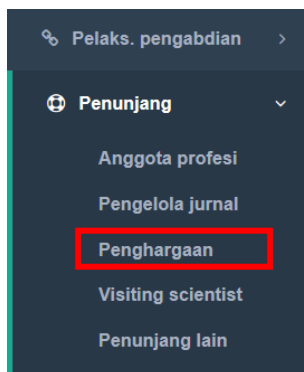 Pelaks. pengabdian
Penunjang
Anggota profesi
Pengelola jurnal
Penghargaan
Visiting scientist
Penunjang lain